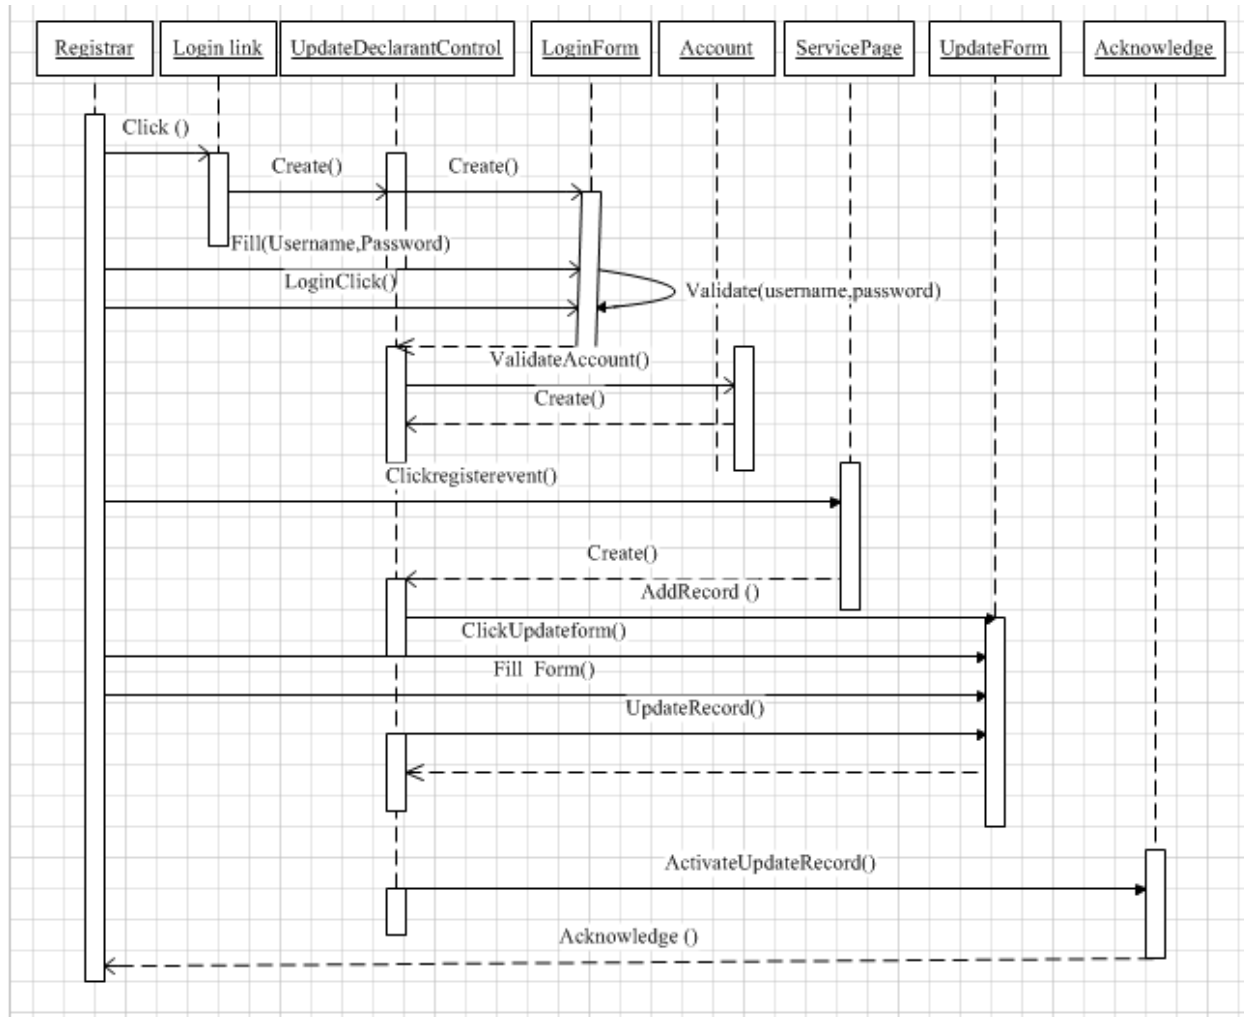 Registrar
Login link
UpdateDeclarantControl
LoginForm
Account
ServicePage
UpdateForm
Acknowledge
Click ()
Create()
Create()
Fill(Username,Password)
LoginClick()
Validate(username,password)
ValidateAccount()
Create()
Clickregisterevent()
Create()
AddRecord ()
ClickUpdateform()
Fill Form()
UpdateRecord()
ActivateUpdateRecord()
Acknowledge ()